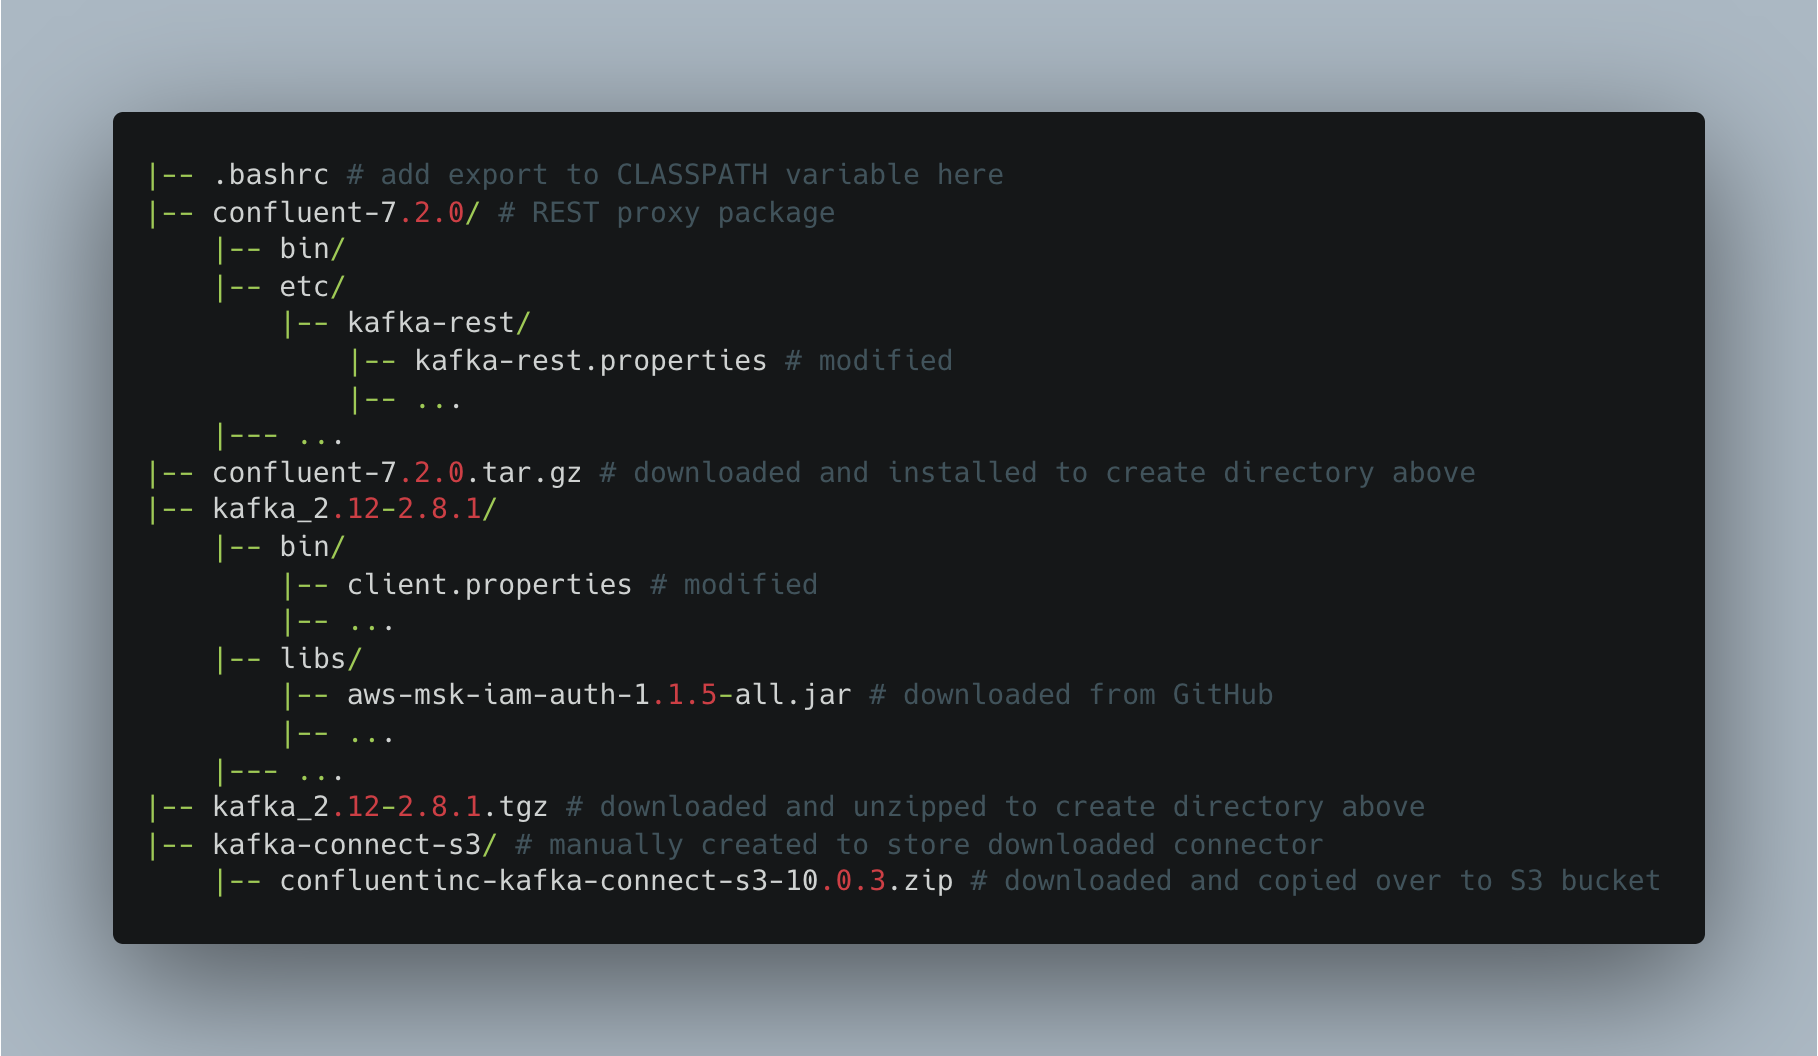 |-- .bashrc # add export to CLASSPATH variable here
|-- confluent-7.2.0/ # REST proxy package
    |-- bin/
    |-- etc/
        |-- kafka-rest/
            |-- kafka-rest.properties # modified
            |-- ...
    |--- ...
|-- confluent-7.2.0.tar.gz # downloaded and installed to create directory above
|-- kafka_2.12-2.8.1/
    |-- bin/
        |-- client.properties # modified
        |-- ...
    |-- libs/
        |-- aws-msk-iam-auth-1.1.5-all.jar # downloaded from GitHub
        |-- ...
    |--- ...
|-- kafka_2.12-2.8.1.tgz # downloaded and unzipped to create directory above
|-- kafka-connect-s3/ # manually created to store downloaded connector
    |-- confluentinc-kafka-connect-s3-10.0.3.zip # downloaded and copied over to S3 bucket